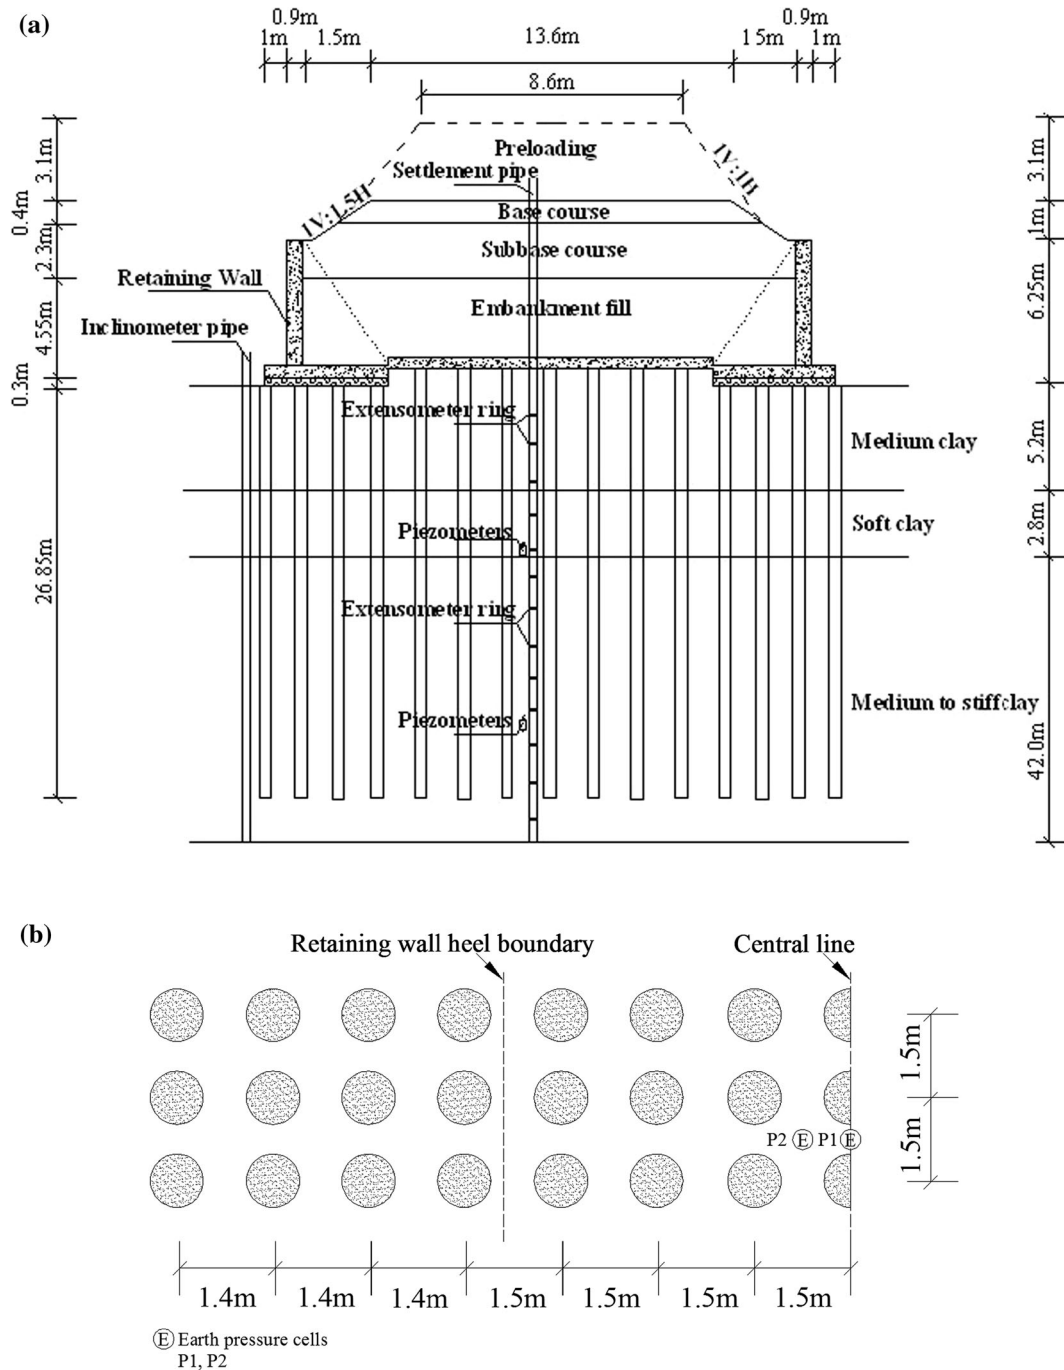 (a)
0.9m
0.9m
1m
1.5m
13.6m
15m
1m
8.6m
3.1m
Preloading
Settlement pipe
1V:1H
3.1m
0.4m
1V:1.5H
Base course
1m
2.3m
Subbase course
Retaining Wall
6.25m
Embankment fill
4.55m
Inclinometer pipe
0.3m
Extensometer ring
Medium clay
5.2m
Soft clay
2.8m
Piezometers
26.85m
Extensometer ring
Medium to stiffclay
Piezometers
42.0m
(b)
Retaining wall heel boundary
Central line
1.5m
P2 E P1 E
1.5m
1.4m
1.4m
1.4m
1.5m
1.5m
1.5m
1.5m
E Earth pressure cells
P1, P2